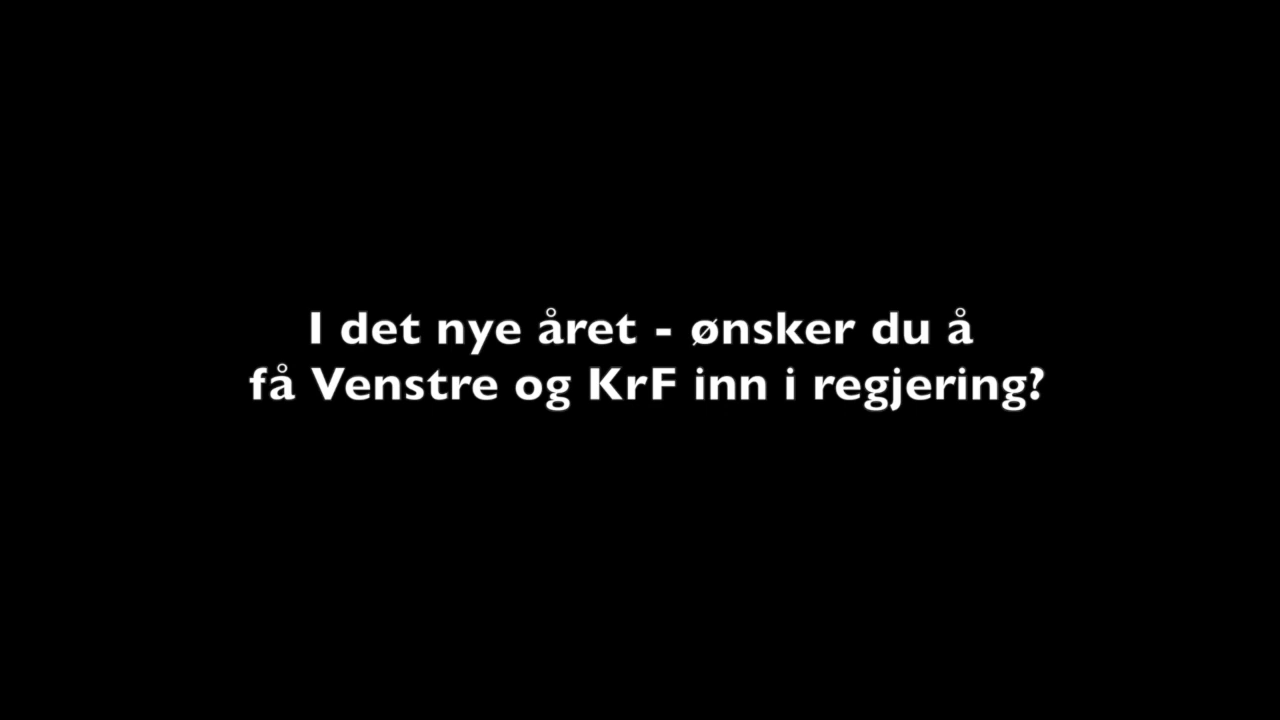 I det nye året - ønsker du å
få Venstre og KrF inn i regjering?